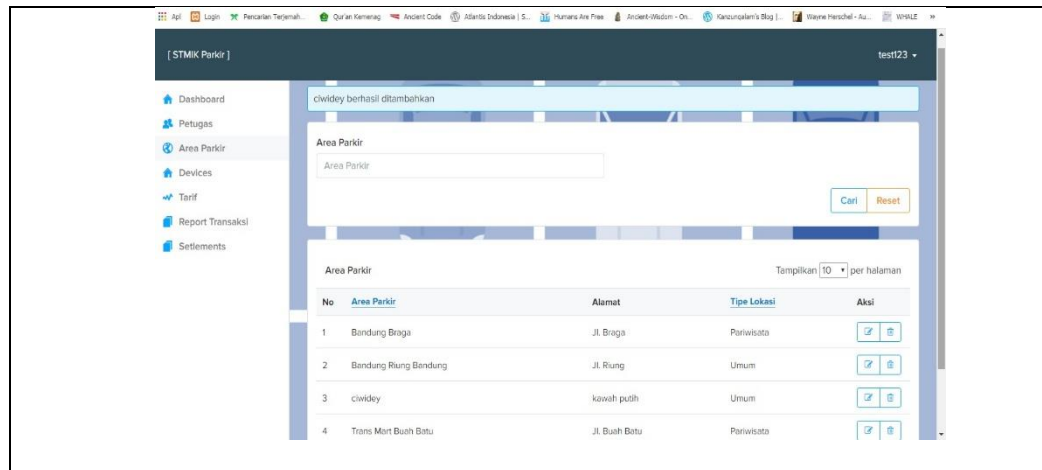 Apl
Login
Pencarian Terjemah...
Qur'an Kemenag
Ancient Code
Atlantis Indonesia | S...
Humans Are Free
Ancient-Wisdom - On...
Kanzunqalam's Blog |...
Wayne Herschel - Au...
WHALE
»
[ STMIK Parkir ]
test123
Dashboard
Petugas
Area Parkir
Devices
Tarif
Report Transaksi
Setlements
ciwidey berhasil ditambahkan
Area Parkir
Area Parkir
Cari
Reset
Area Parkir
Tampilkan 10 per halaman
No Area Parkir Alamat Tipe Lokasi Aksi
1 Bandung Braga Jl. Braga Pariwisata
2 Bandung Riung Bandung Jl. Riung Umum
3 ciwidey kawah putih Umum
4 Trans Mart Buah Batu Jl. Buah Batu Pariwisata